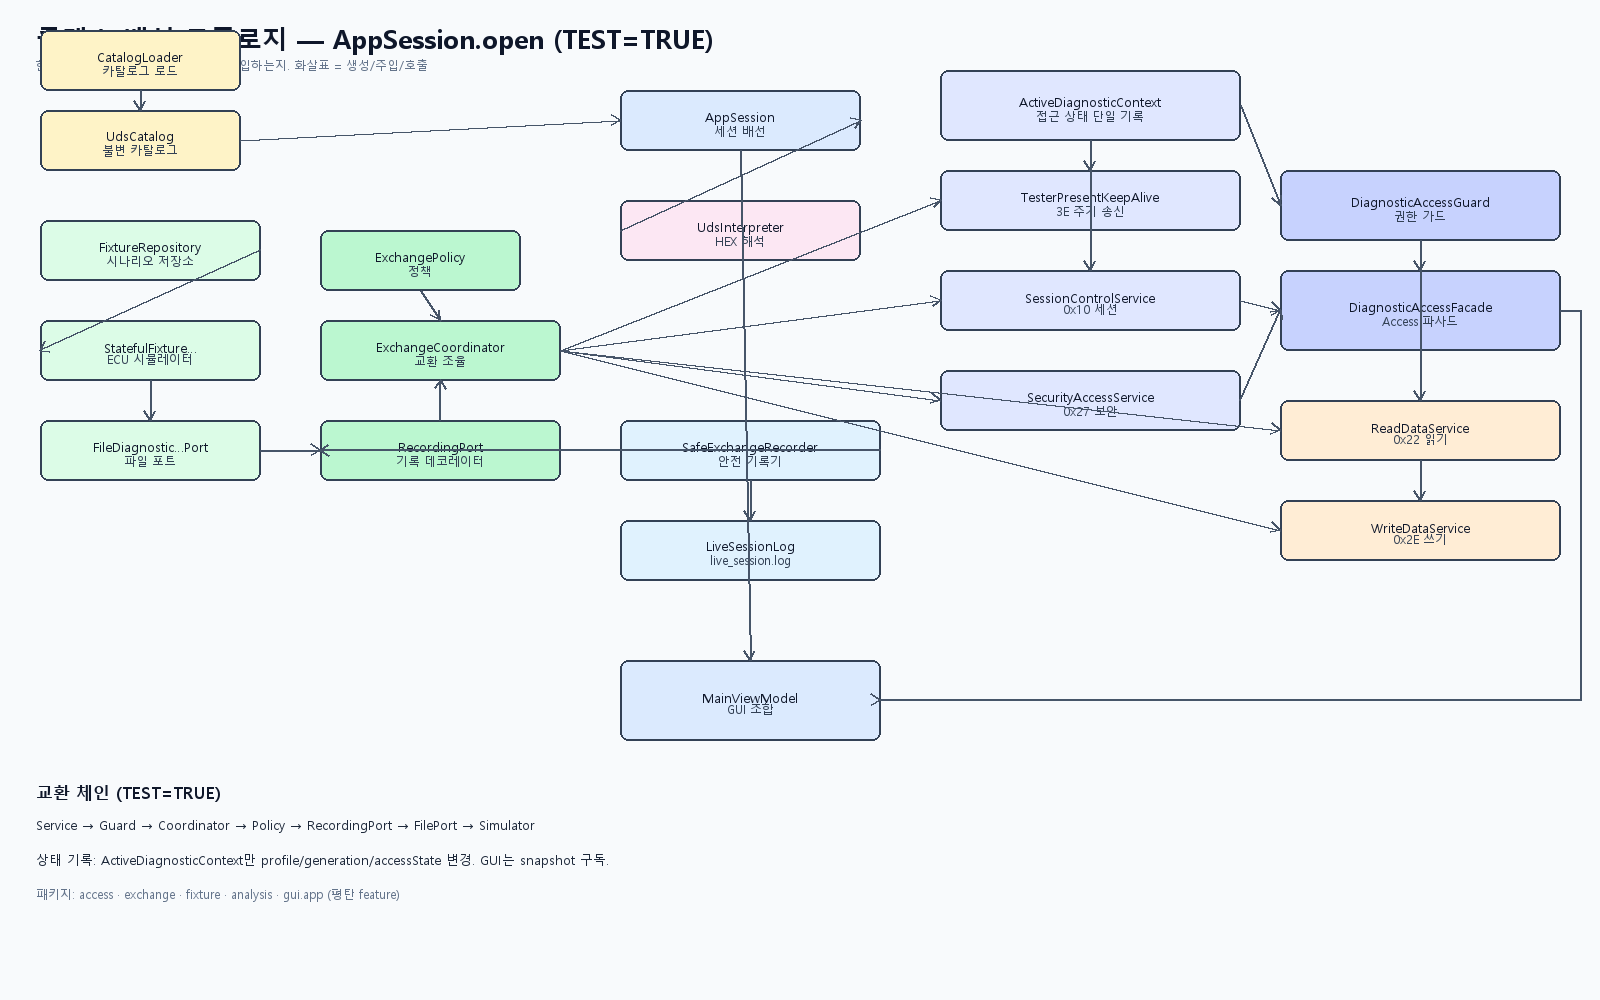 로지 — AppSession.open (TEST=TRUE)
입하는지. 화살표 = 생성/주입/호출
CatalogLoader
카탈로그 로드
UdsCatalog
불변 카탈로그
AppSession
세션 배선
ActiveDiagnosticContext
접근 상태 단일 기록
TesterPresentKeepAlive
3E 주기 송신
DiagnosticAccessGuard
권한 가드
UdsInterpreter
HEX 해석
FixtureRepository
시나리오 저장소
ExchangePolicy
정책
SessionControlService
0x10 세션
DiagnosticAccessFacade
Access 파사드
StatefulFixture...
ECU 시뮬레이터
ExchangeCoordinator
교환 조율
SecurityAccessService
0x27 보안
ReadDataService
0x22 읽기
FileDiagnostic...Port
파일 포트
RecordingPort
기록 데코레이터
SafeExchangeRecorder
안전 기록기
WriteDataService
0x2E 쓰기
LiveSessionLog
live_session.log
MainViewModel
GUI 조합
교환 체인 (TEST=TRUE)
Service → Guard → Coordinator → Policy → RecordingPort → FilePort → Simulator
상태 기록: ActiveDiagnosticContext만 profile/generation/accessState 변경. GUI는 snapshot 구독.
패키지: access · exchange · fixture · analysis · gui.app (평탄 feature)